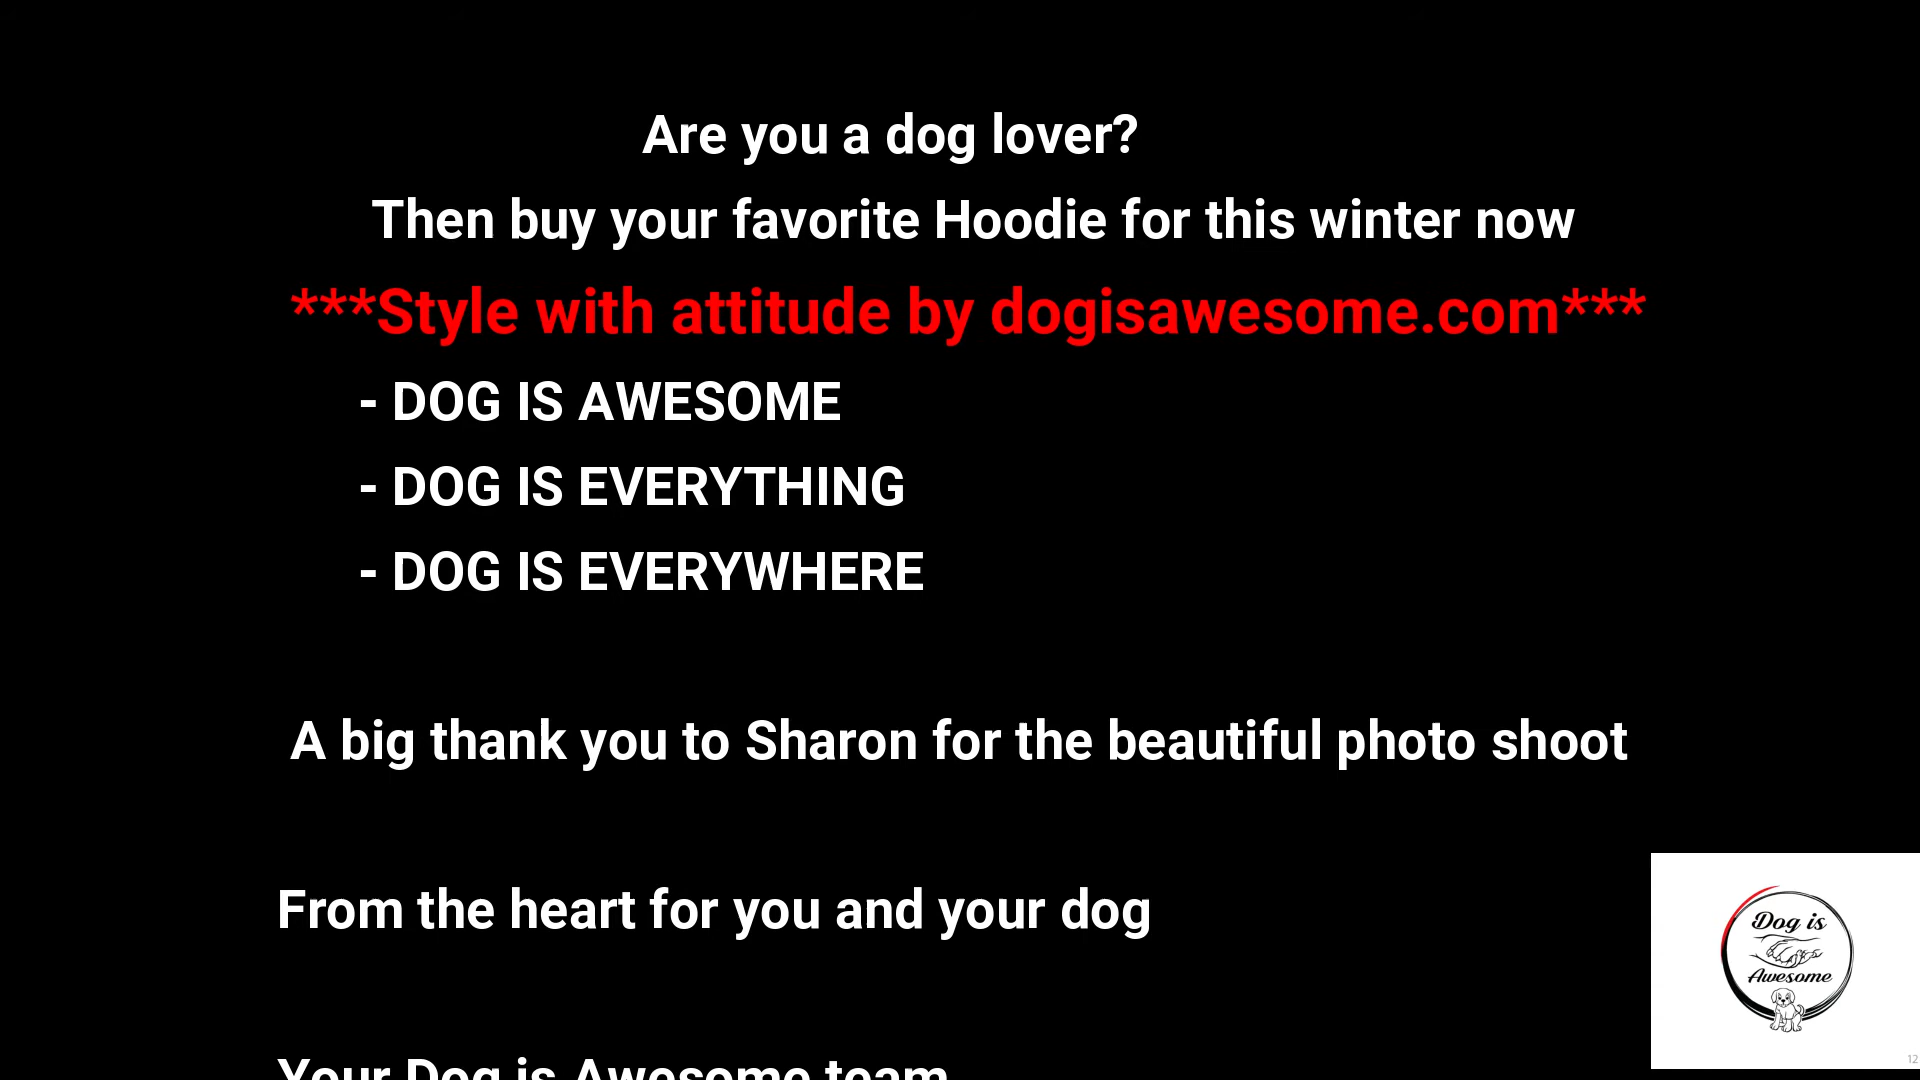 Are you a dog lover?
Then buy your favorite Hoodie for this winter now
***Style with attitude by dogisawesome.com***
- DOG IS AWESOME
- DOG IS EVERYTHING
- DOG IS EVERYWHERE
A big thank you to Sharon for the beautiful photo shoot
From the heart for you and your dog
Dog is
Awesome
12
Your Dog is Awesome team